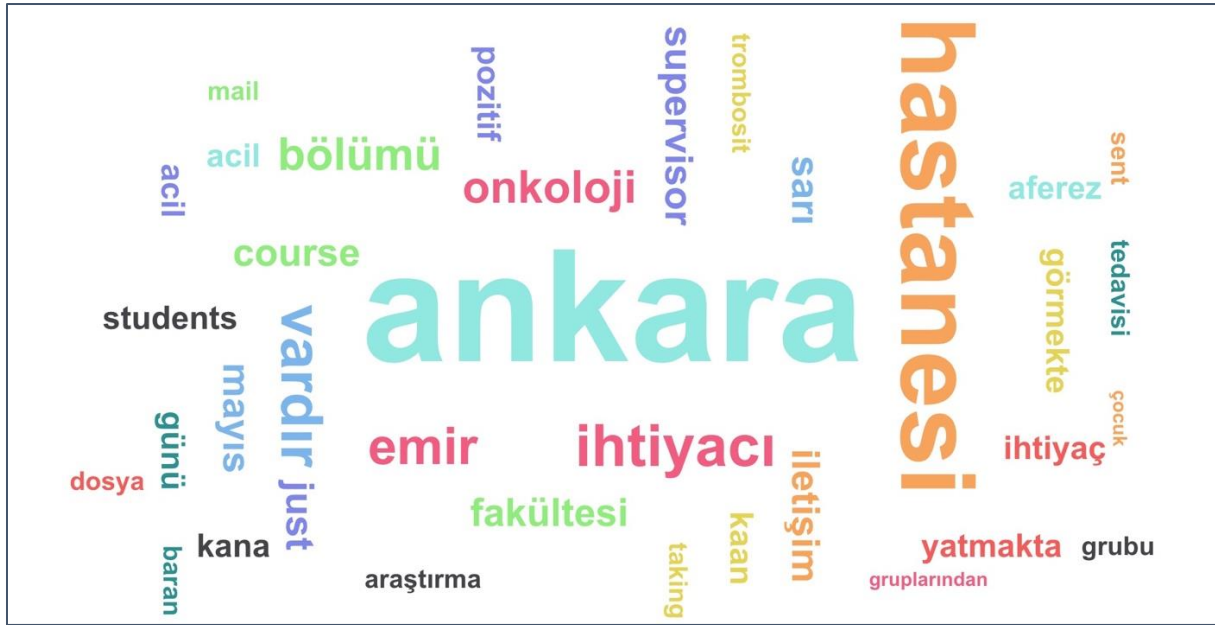 mail
acil
acil
bölümü
pozitif
supervisor
trombosit
hastanesi
onkoloji
sarı
sent
aferez
course
ankara
görmekte
tedavisi
students
vardır
mayıs
günü
emir
ihtiyacı
iletişim
ihtiyaç
çocuk
dosya
just
kana
fakültesi
kaan
yatmakta
grubu
baran
araştırma
taking
gruplarından